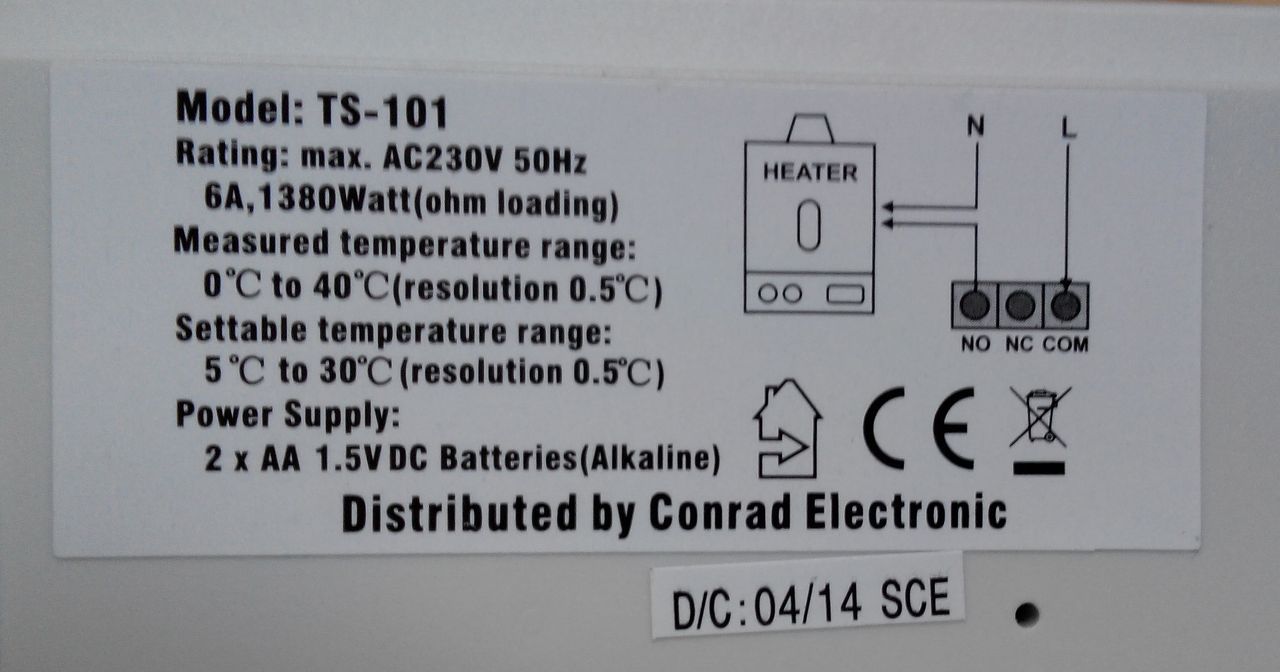 Model: TS-101
Rating: max. AC230V 50Hz
6A,1380Watt(ohm loading)
Measured temperature range:
0℃ to 40℃(resolution 0.5℃)
Settable temperature range:
5℃ to 30℃(resolution 0.5℃)
Power Supply:
2 x AA 1.5VDC Batteries(Alkaline)
Distributed by Conrad Electronic
HEATER
N L
NO NC COM
CE
D/C:04/14 SCE